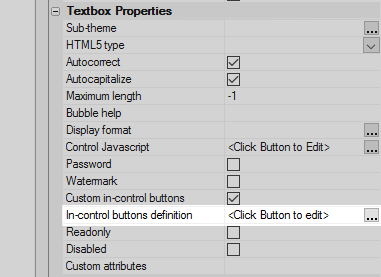 Textbox Properties
Sub-theme ...
HTML5 type
Autocorrect
Autocapitalize
Maximum length -1
Bubble help
Display format ...
Control Javascript <Click Button to Edit> ...
Password
Watermark
Custom in-control buttons
In-control buttons definition <Click Button to edit> ...
Readonly
Disabled
Custom attributes